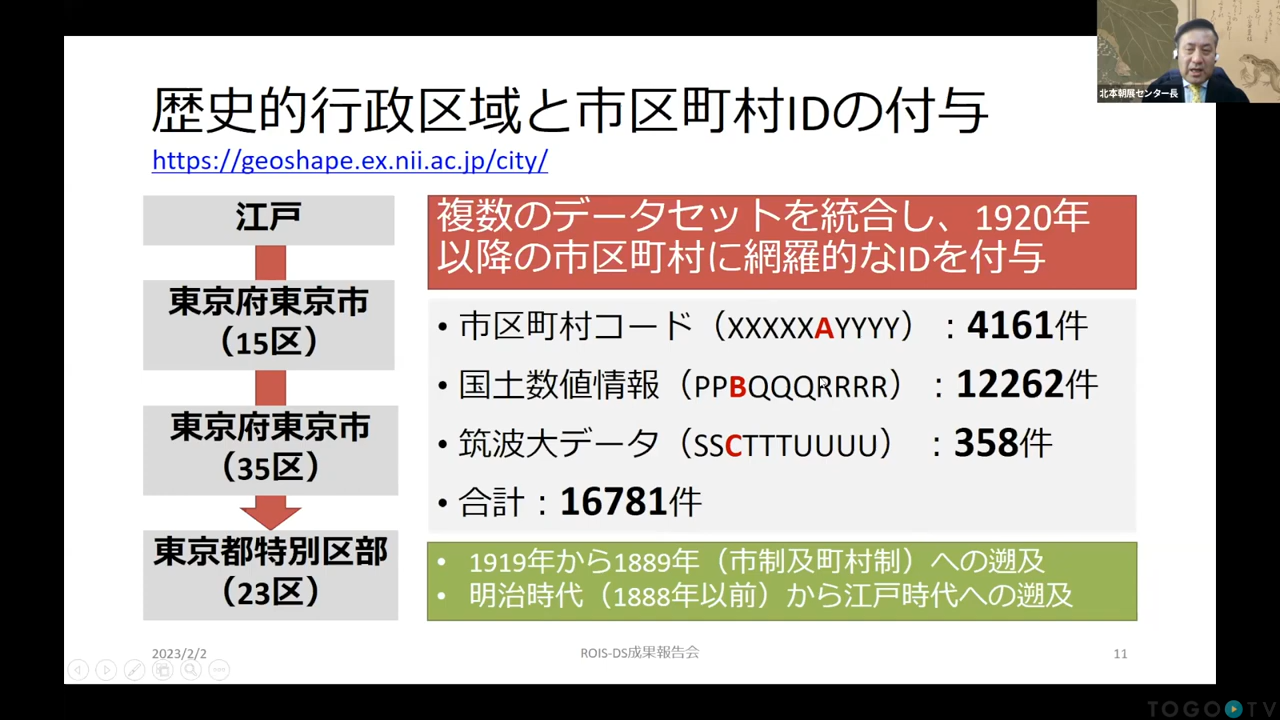 北本朝展センター長
歴史的行政区域と市区町村IDの付与
https://geoshape.ex.nii.ac.jp/city/
江戸
東京府東京市
（15区）
東京府東京市
（35区）
東京都特別区部
（23区）
複数のデータセットを統合し、1920年
以降の市区町村に網羅的なIDを付与
• 市区町村コード（XXXXXAYYYY）：4161件
• 国土数値情報（PPBQQQRRRR）：12262件
• 筑波大データ（SSCTTTUUUU）：358件
• 合計：16781件
• 1919年から1889年（市制及町村制）への遡及
• 明治時代（1888年以前）から江戸時代への遡及
2023/2/2
ROIS-DS成果報告会
11
TOGO TV